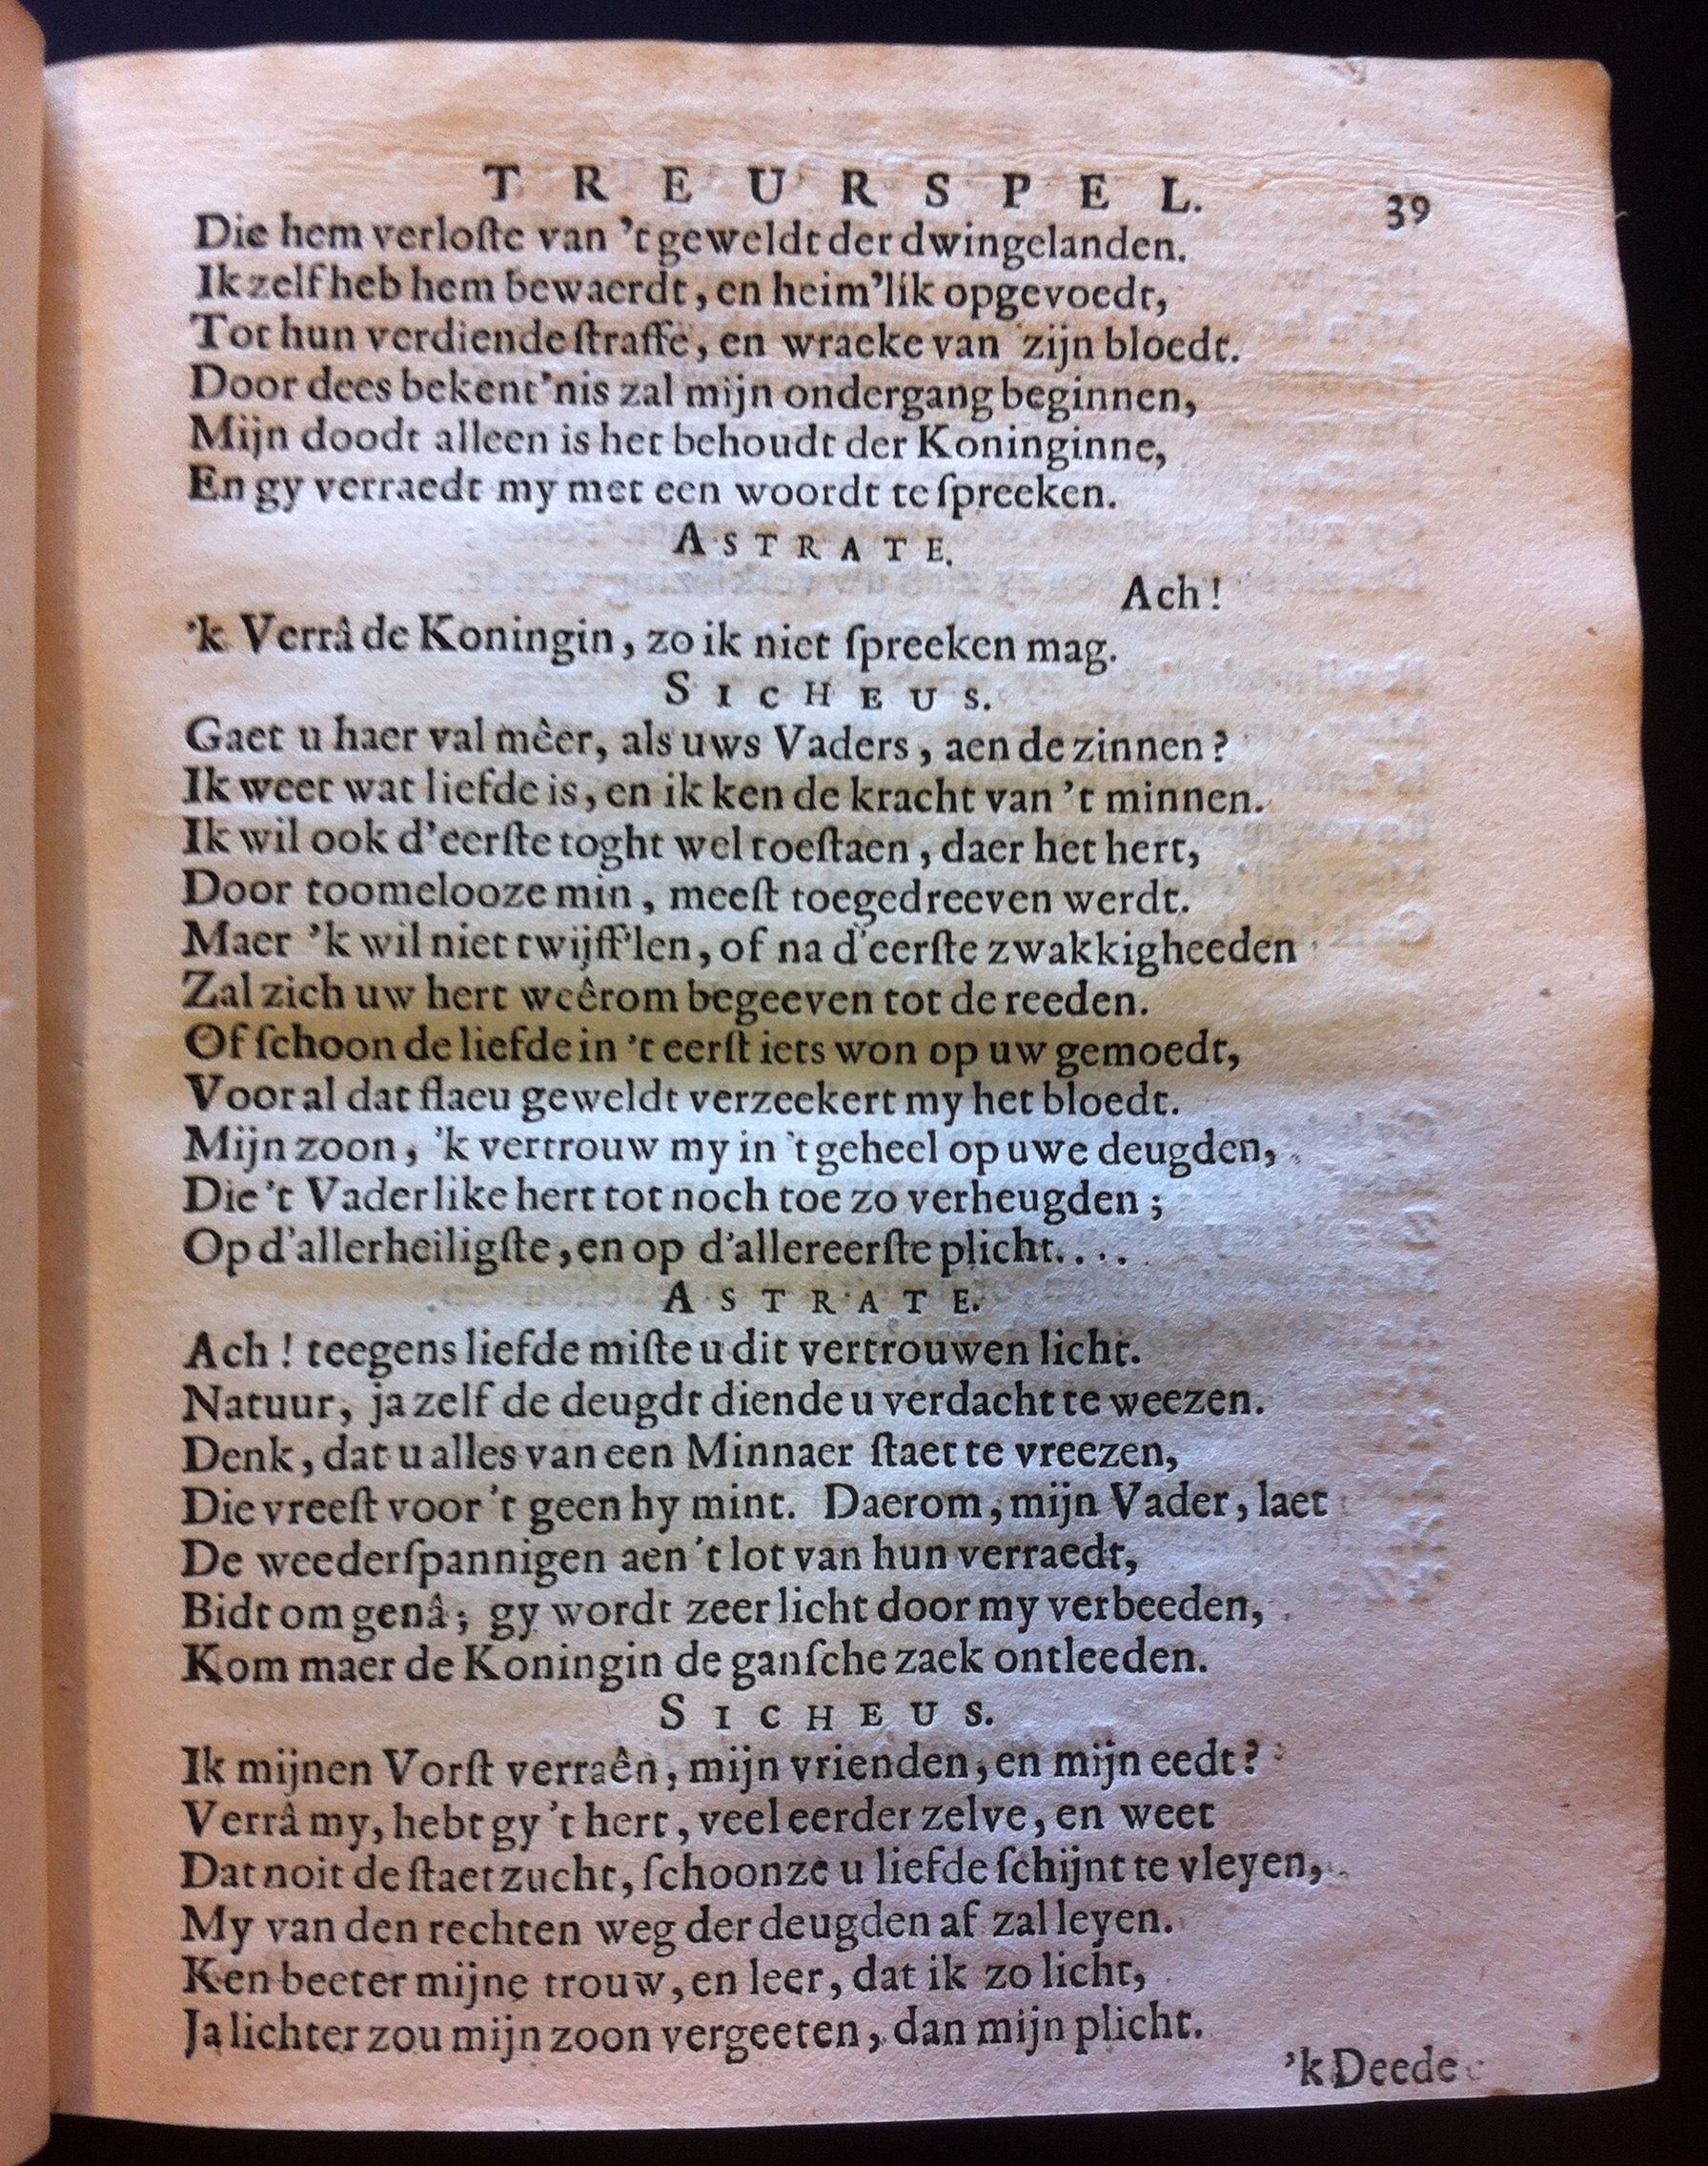 TREURSPEL. 39
Die hem verloſte van 't geweldt der dwingelanden.
Ik zelf heb hem bewaerdt, en heim'lik opgevoedt,
Tot hun verdiende ſtraffe, en wraeke van zijn bloedt.
Door dees bekent'nis zal mijn ondergang beginnen,
Mijn doodt alleen is het behoudt der Koninginne,
En gy verraedt my met een woordt te ſpreeken.
ASTRATE.
Ach!
'k Verrâ de Koningin, zo ik niet ſpreeken mag.
SICHEUS.
Gaet u haer val mêer, als uws Vaders, aen de zinnen?
Ik weet wat liefde is, en ik ken de kracht van 't minnen.
Ik wil ook d'eerſte toght wel toeſtaen, daer het hert,
Door toomelooze min, meeſt toegedreeven werdt.
Maer 'k wil niet twijff'len, of na d'eerſte zwakkigheeden
Zal zich uw hert weêrom begeeven tot de reeden.
Of ſchoon de liefde in 't eerſt iets won op uw gemoedt,
Voor al dat flaeu geweldt verzeekert my het bloedt.
Mijn zoon, 'k vertrouw my in 't geheel op uwe deugden,
Die 't Vaderlike hert tot noch toe zo verheugden;
Op d'allerheiligſte, en op d'allereerſte plicht....
ASTRATE.
Ach! teegens liefde miſte u dit vertrouwen licht.
Natuur, ja zelf de deugdt diende u verdacht te weezen.
Denk, dat u alles van een Minnaer ſtaet te vreezen,
Die vreeſt voor 't geen hy mint. Daerom, mijn Vader, laet
De weederſpannigen aen 't lot van hun verraedt,
Bidt om genâ; gy wordt zeer licht door my verbeeden,
Kom maer de Koningin de ganſche zaek ontleeden.
SICHEUS.
Ik mijnen Vorſt verraên, mijn vrienden, en mijn eedt?
Verrâ my, hebt gy 't hert, veel eerder zelve, en weet
Dat noit de ſtaetzucht, ſchoonze u liefde ſchijnt te vleyen,
My van den rechten weg der deugden af zal leyen.
Ken beeter mijne trouw, en leer, dat ik zo licht,
Ja lichter zou mijn zoon vergeeten, dan mijn plicht.
'k Deede